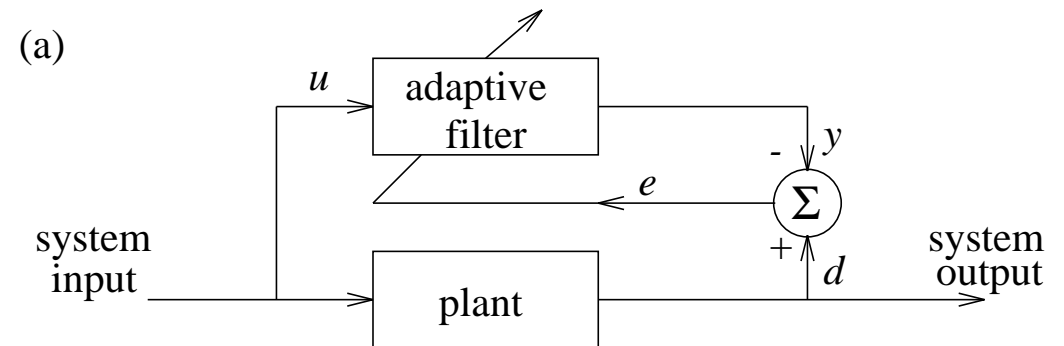 (a)
u
adaptive
filter
-
y
e
Σ
system
input
+
d
system
output
plant